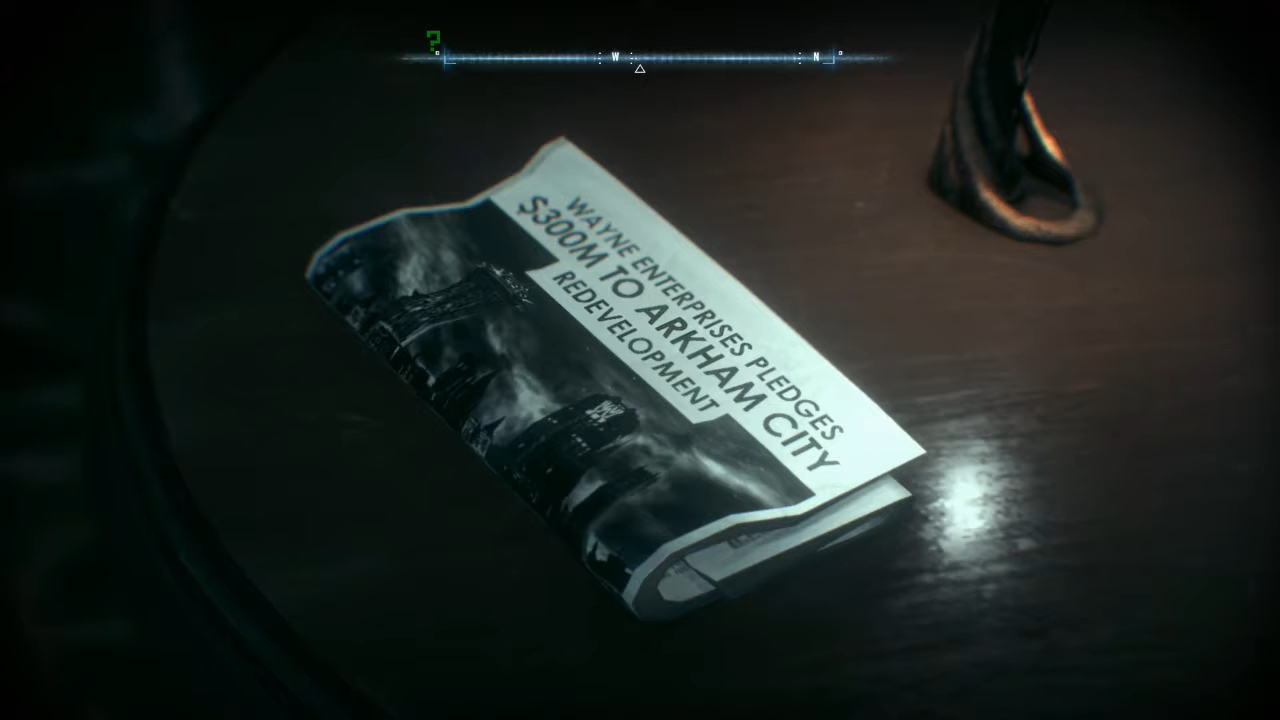 ?
W
N
WAYNE ENTERPRISES PLEDGES
$300M TO ARKHAM CITY
REDEVELOPMENT